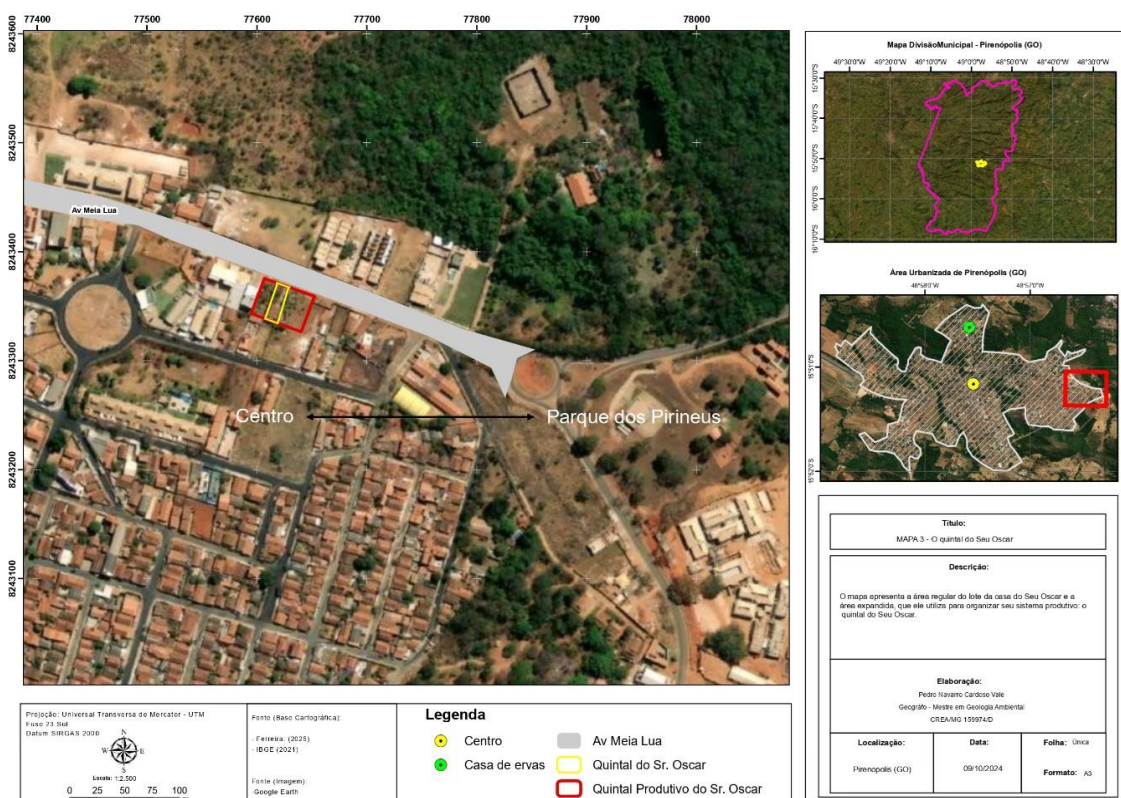 77400 77500 77600 77700 77800 77900 78000
8243600
8243500
8243400
8243300
8243200
8243100
Av Meia Lua
Centro
Parque dos Pirineus
Mapa DivisãoMunicipal - Pirenópolis (GO)
49°30'0"W 49°20'0"W 49°10'0"W 49°0'0"W 48°50'0"W 48°40'0"W 48°30'0"W
15°30'0"S
15°40'0"S
15°50'0"S
16°0'0"S
16°10'0"S
Área Urbanizada de Pirenópolis (GO)
48°58'0"W 48°57'0"W
15°51'0"S
15°52'0"S
Título:
MAPA 3 - O quintal do Seu Oscar
Descrição:
O mapa apresenta a área regular do lote da casa do Seu Oscar e a
área expandida, que ele utiliza para organizar seu sistema produtivo: o
quintal do Seu Oscar.
Elaboração:
Pedro Navarro Cardoso Vale
Geográfo - Mestre em Geologia Ambiental
CREA/MG 159974/D
Localização:
Pirenopolis (GO)
Data:
09/10/2024
Folha: Única
Formato: A3
Projeção: Universal Transversa de Mercator - UTM
Fuso 23 Sul
Datum SIRGAS 2000
N
W E
S
1:2.500
0 25 50 75 100
Fonte (Base Cartográfica):
- Ferreira: (2025)
- IBGE (2021)
Fonte (Imagem):
-Google Earth
Legenda
Centro
Casa de ervas
Av Meia Lua
Quintal do Sr. Oscar
Quintal Produtivo do Sr. Oscar